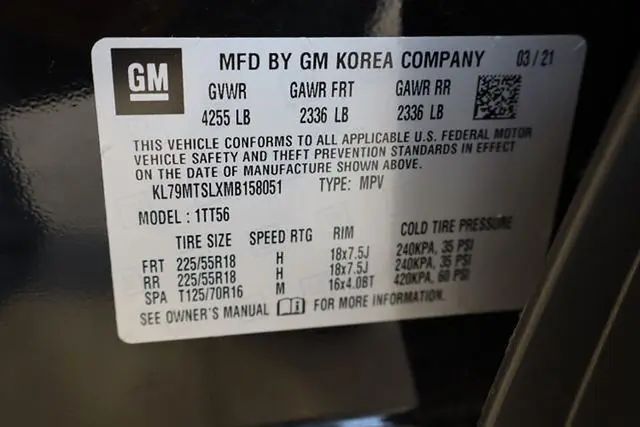 GM
MFD BY GM KOREA COMPANY 03/21
GVWR GAWR FRT GAWR RR
4255 LB 2336 LB 2336 LB
THIS VEHICLE CONFORMS TO ALL APPLICABLE U.S. FEDERAL MOTOR
VEHICLE SAFETY AND THEFT PREVENTION STANDARDS IN EFFECT
ON THE DATE OF MANUFACTURE SHOWN ABOVE.
KL79MTSLXMB158051 TYPE: MPV
MODEL : 1TT56
TIRE SIZE SPEED RTG RIM COLD TIRE PRESSURE
FRT 225/55R18 H 18x7.5J 240KPA, 35 PSI
RR 225/55R18 H 18x7.5J 240KPA, 35 PSI
SPA T125/70R16 M 16x4.0BT 420KPA, 60 PSI
SEE OWNER'S MANUAL FOR MORE INFORMATION.